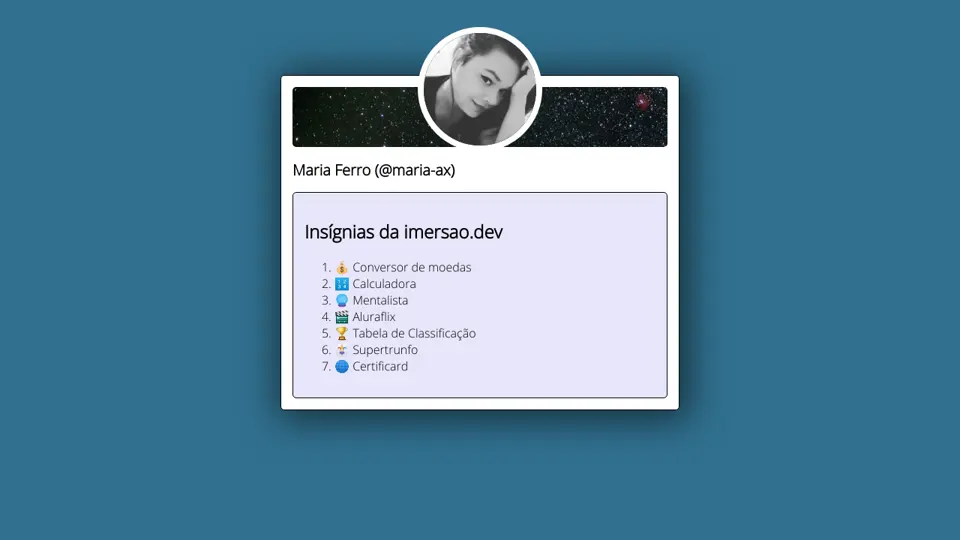 Maria Ferro (@maria-ax)
Insígnias da imersao.dev
1. 💰 Conversor de moedas
2. 🔢 Calculadora
3. 🔮 Mentalista
4. 🎬 Aluraflix
5. 🏆 Tabela de Classificação
6. 🃏 Supertrunfo
7. 🌐 Certificard